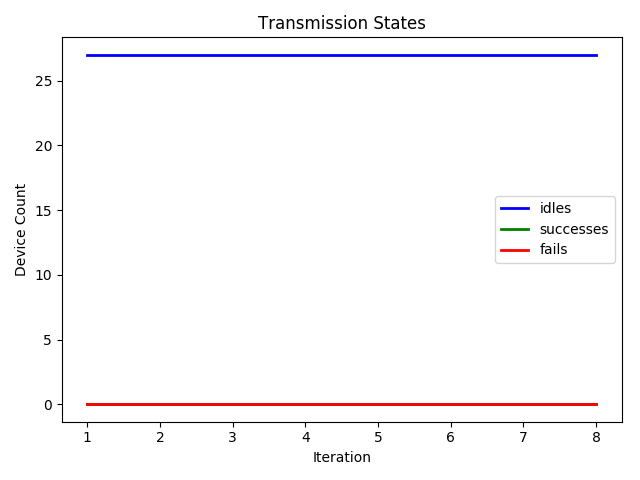 Transmission States
Device Count
25
20
15
10
5
0
idles
successes
fails
1 2 3 4 5 6 7 8
Iteration